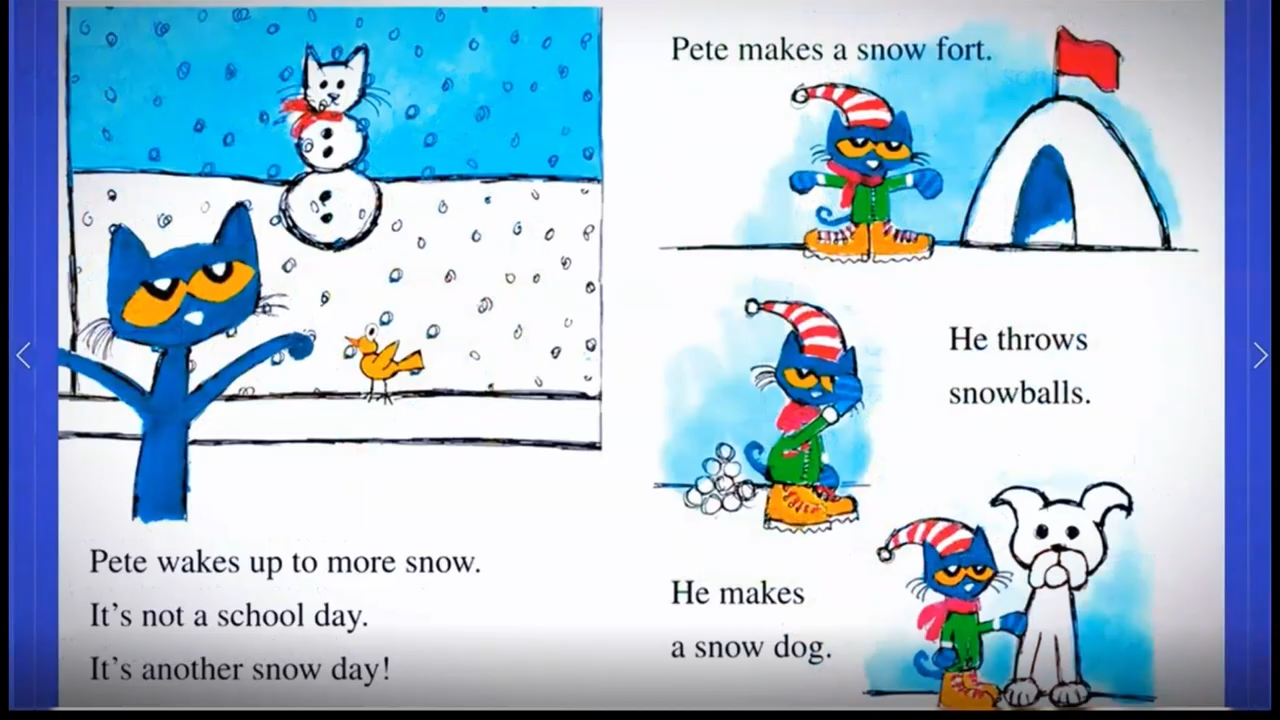 Pete wakes up to more snow.
It's not a school day.
It's another snow day!
Pete makes a snow fort.
He throws
snowballs.
He makes
a snow dog.